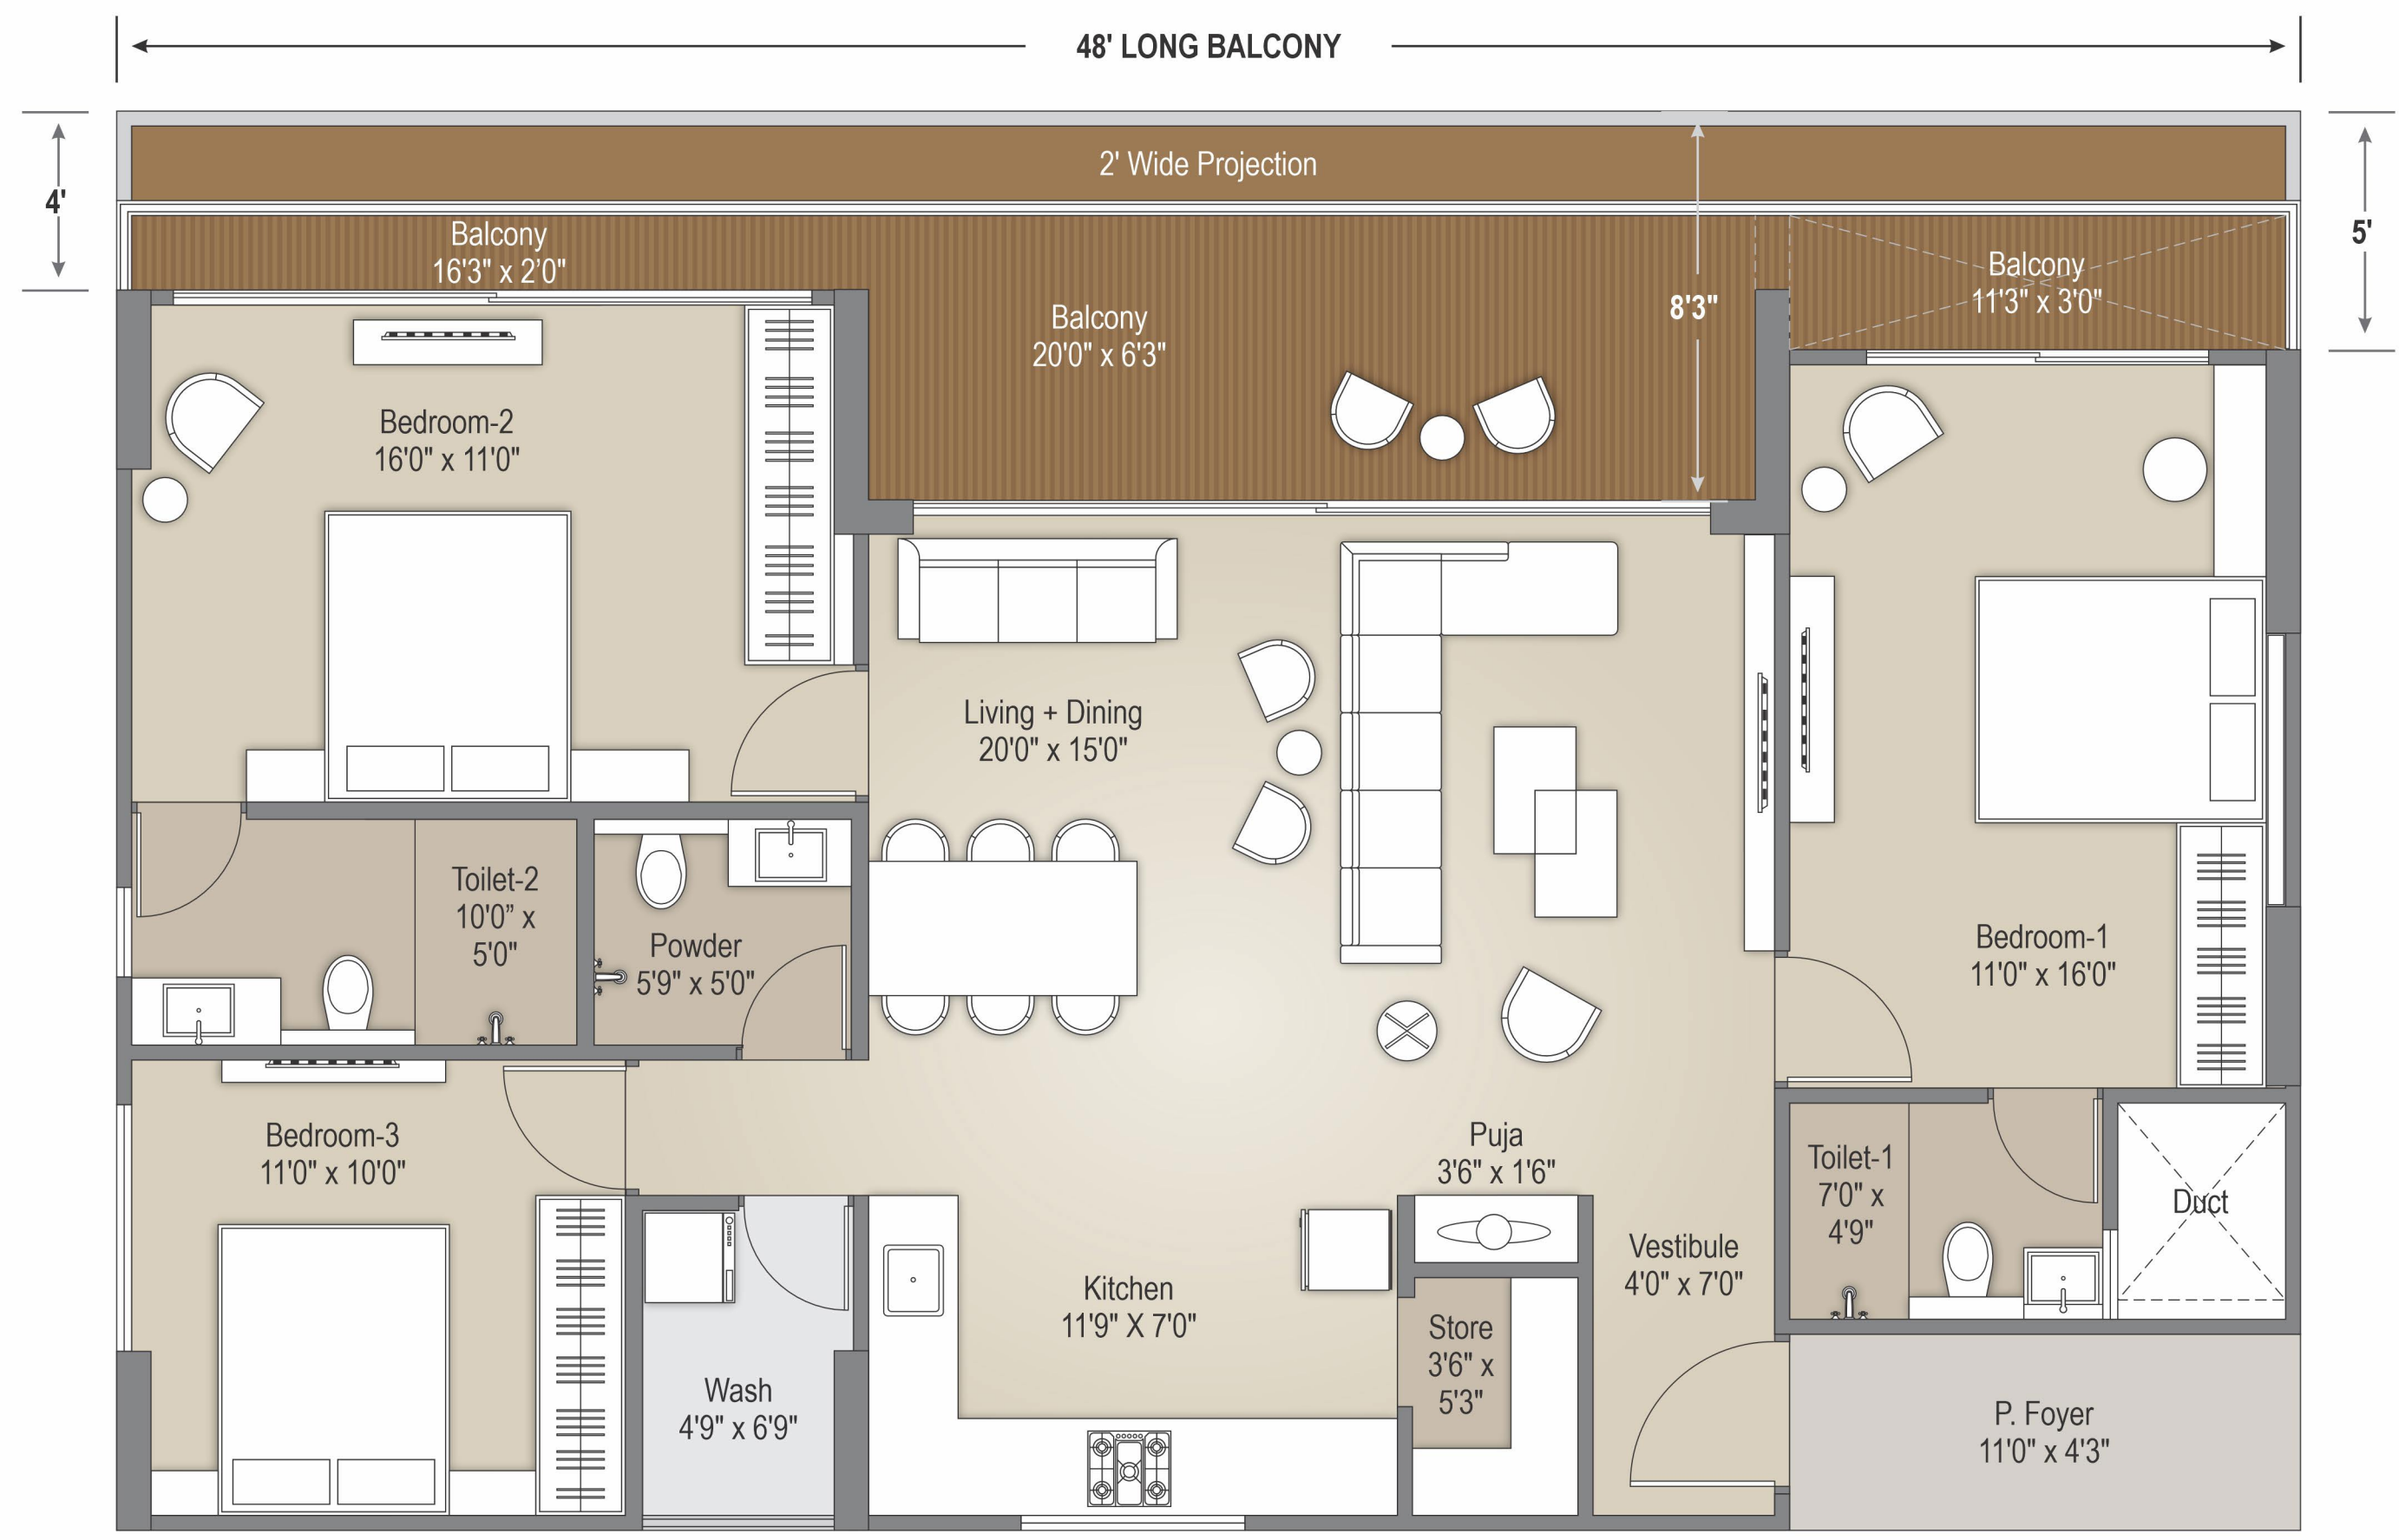 48' LONG BALCONY
2' Wide Projection
4'
5'
Balcony
16'3" x 2’0"
Balcony
11'3" x 3'0"
8'3"
Balcony
20'0" x 6'3"
Bedroom-2
16'0" x 11'0"
Living + Dining
20'0" x 15'0"
Toilet-2
10'0” x
5'0"
Powder
5'9" x 5'0"
Bedroom-1
11'0" x 16'0"
Bedroom-3
11'0" x 10'0"
Puja
3'6" x 1'6"
Toilet-1
7'0" x
4'9"
Duct
Vestibule
4'0" x 7'0"
Kitchen
11'9" X 7'0"
Store
3'6" x
5'3"
Wash
4'9" x 6'9"
P. Foyer
11'0" x 4'3"